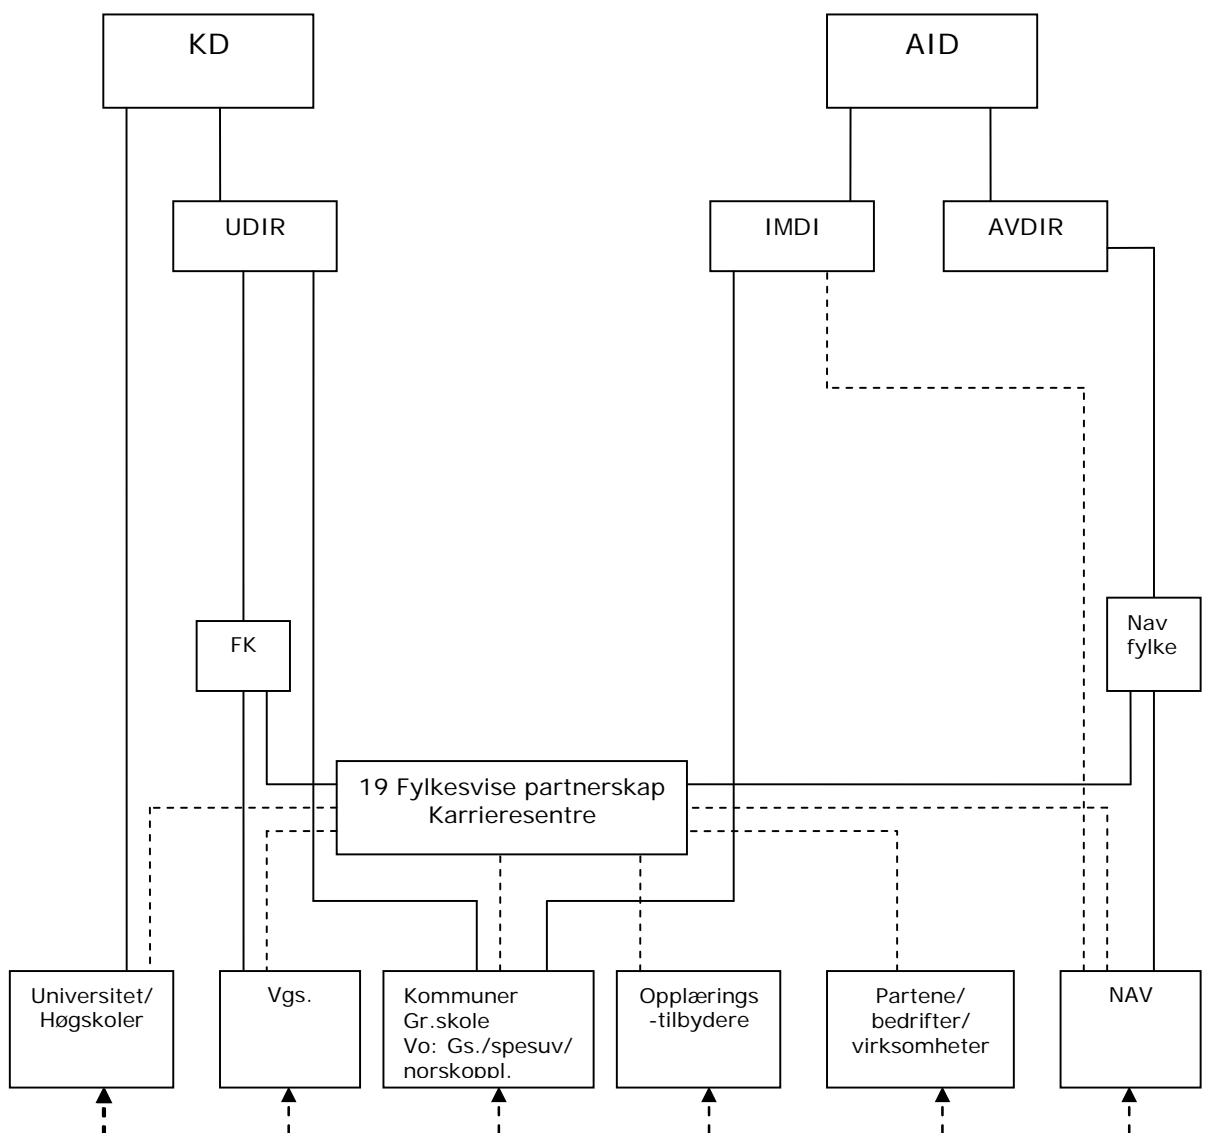 KD
AID
UDIR
IMDI
AVDIR
FK
Nav
fylke
19 Fylkesvise partnerskap
Karrieresentre
Universitet/
Høgskoler
Vgs.
Kommuner
Gr.skole
Vo: Gs./spesuv/
norskoppl.
Opplærings
-tilbydere
Partene/
bedrifter/
virksomheter
NAV